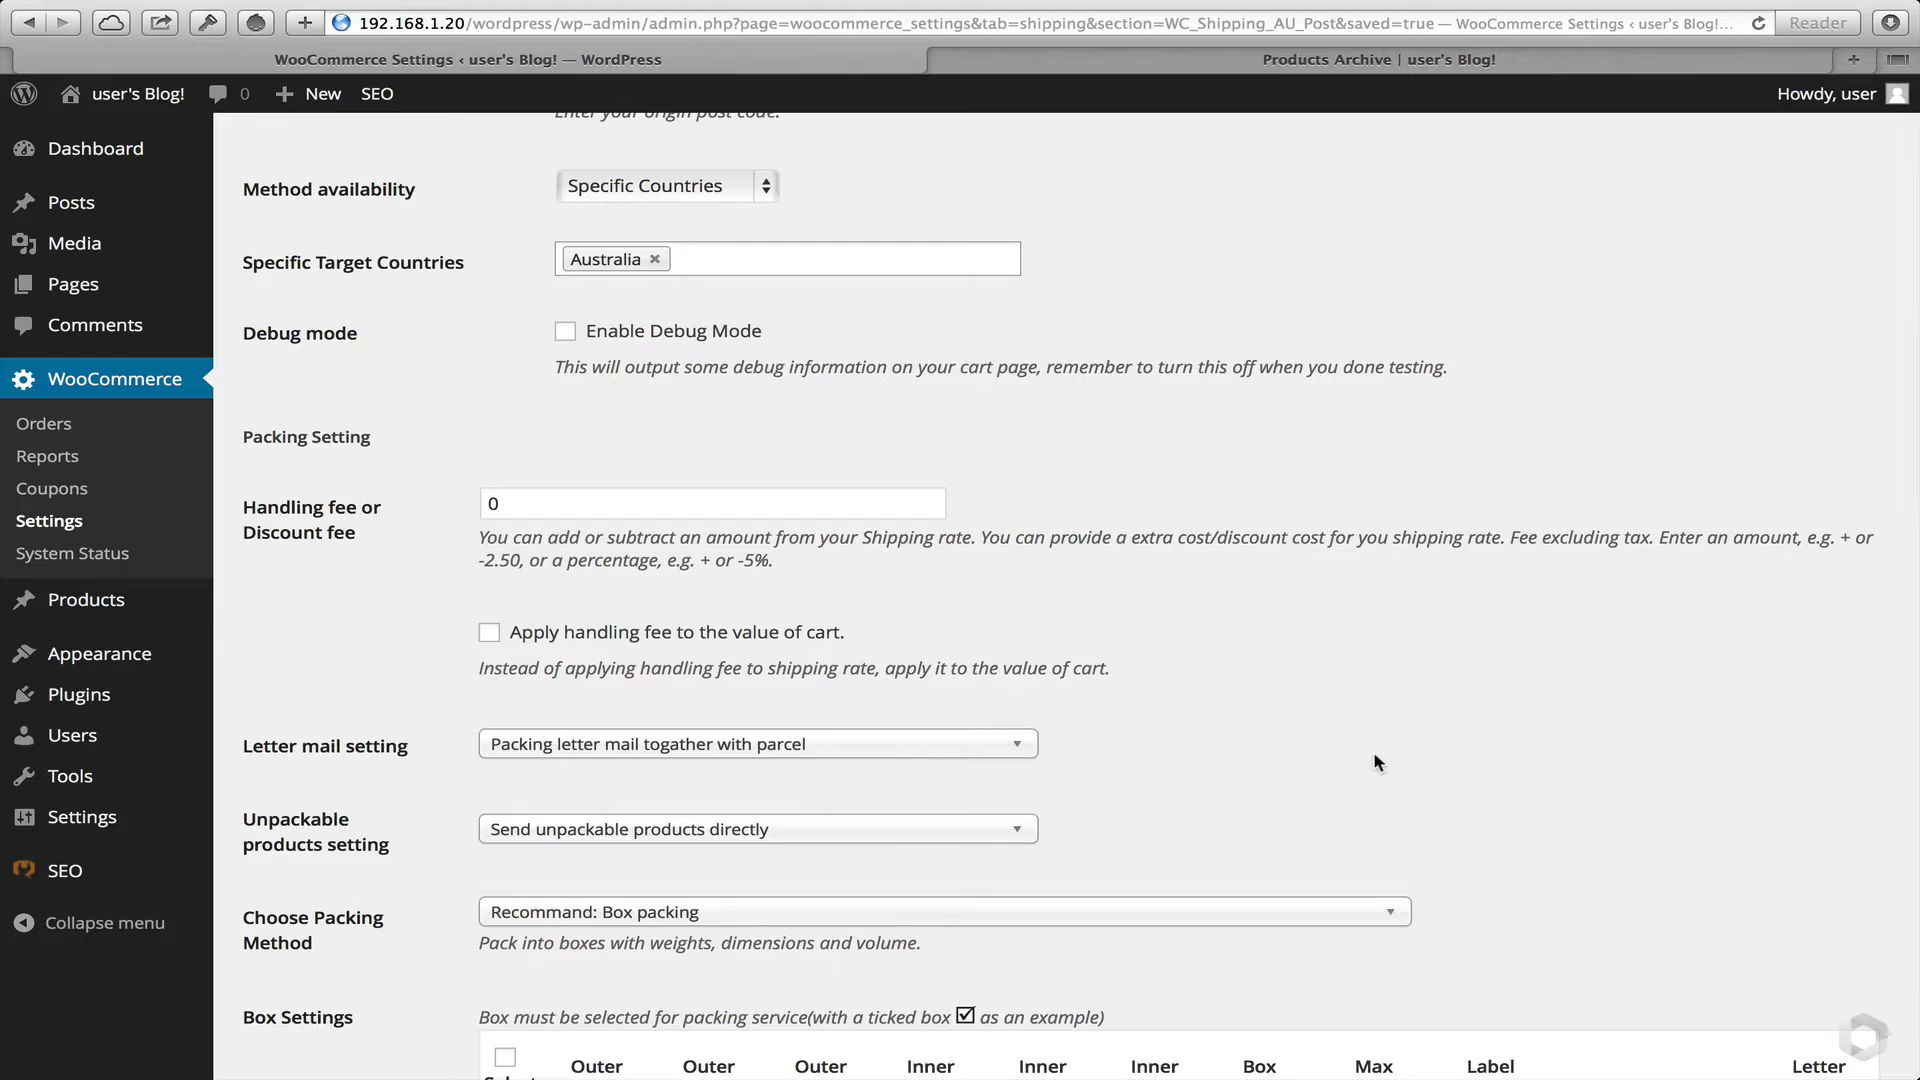 192.168.1.20/wordpress/wp-admin/admin.php?page=woocommerce_settings&tab=shipping&section=WC_Shipping_AU_Post&saved=true — WooCommerce Settings ‹ user's Blog!...
Reader
WooCommerce Settings ‹ user's Blog! — WordPress
Products Archive | user's Blog!
user's Blog!
0
New
SEO
Howdy, user
Enter your origin post code.
Dashboard
Posts
Media
Pages
Comments
WooCommerce
Orders
Reports
Coupons
Settings
System Status
Products
Appearance
Plugins
Users
Tools
Settings
SEO
Collapse menu
Method availability
Specific Countries
Specific Target Countries
Australia
Debug mode
Enable Debug Mode
This will output some debug information on your cart page, remember to turn this off when you done testing.
Packing Setting
Handling fee or
Discount fee
0
You can add or subtract an amount from your Shipping rate. You can provide a extra cost/discount cost for you shipping rate. Fee excluding tax. Enter an amount, e.g. + or
-2.50, or a percentage, e.g. + or -5%.
Apply handling fee to the value of cart.
Instead of applying handling fee to shipping rate, apply it to the value of cart.
Letter mail setting
Packing letter mail togather with parcel
Unpackable
products setting
Send unpackable products directly
Choose Packing
Method
Recommand: Box packing
Pack into boxes with weights, dimensions and volume.
Box Settings
Box must be selected for packing service(with a ticked box as an example)
Outer Outer Outer Inner Inner Inner Box Max Label Letter